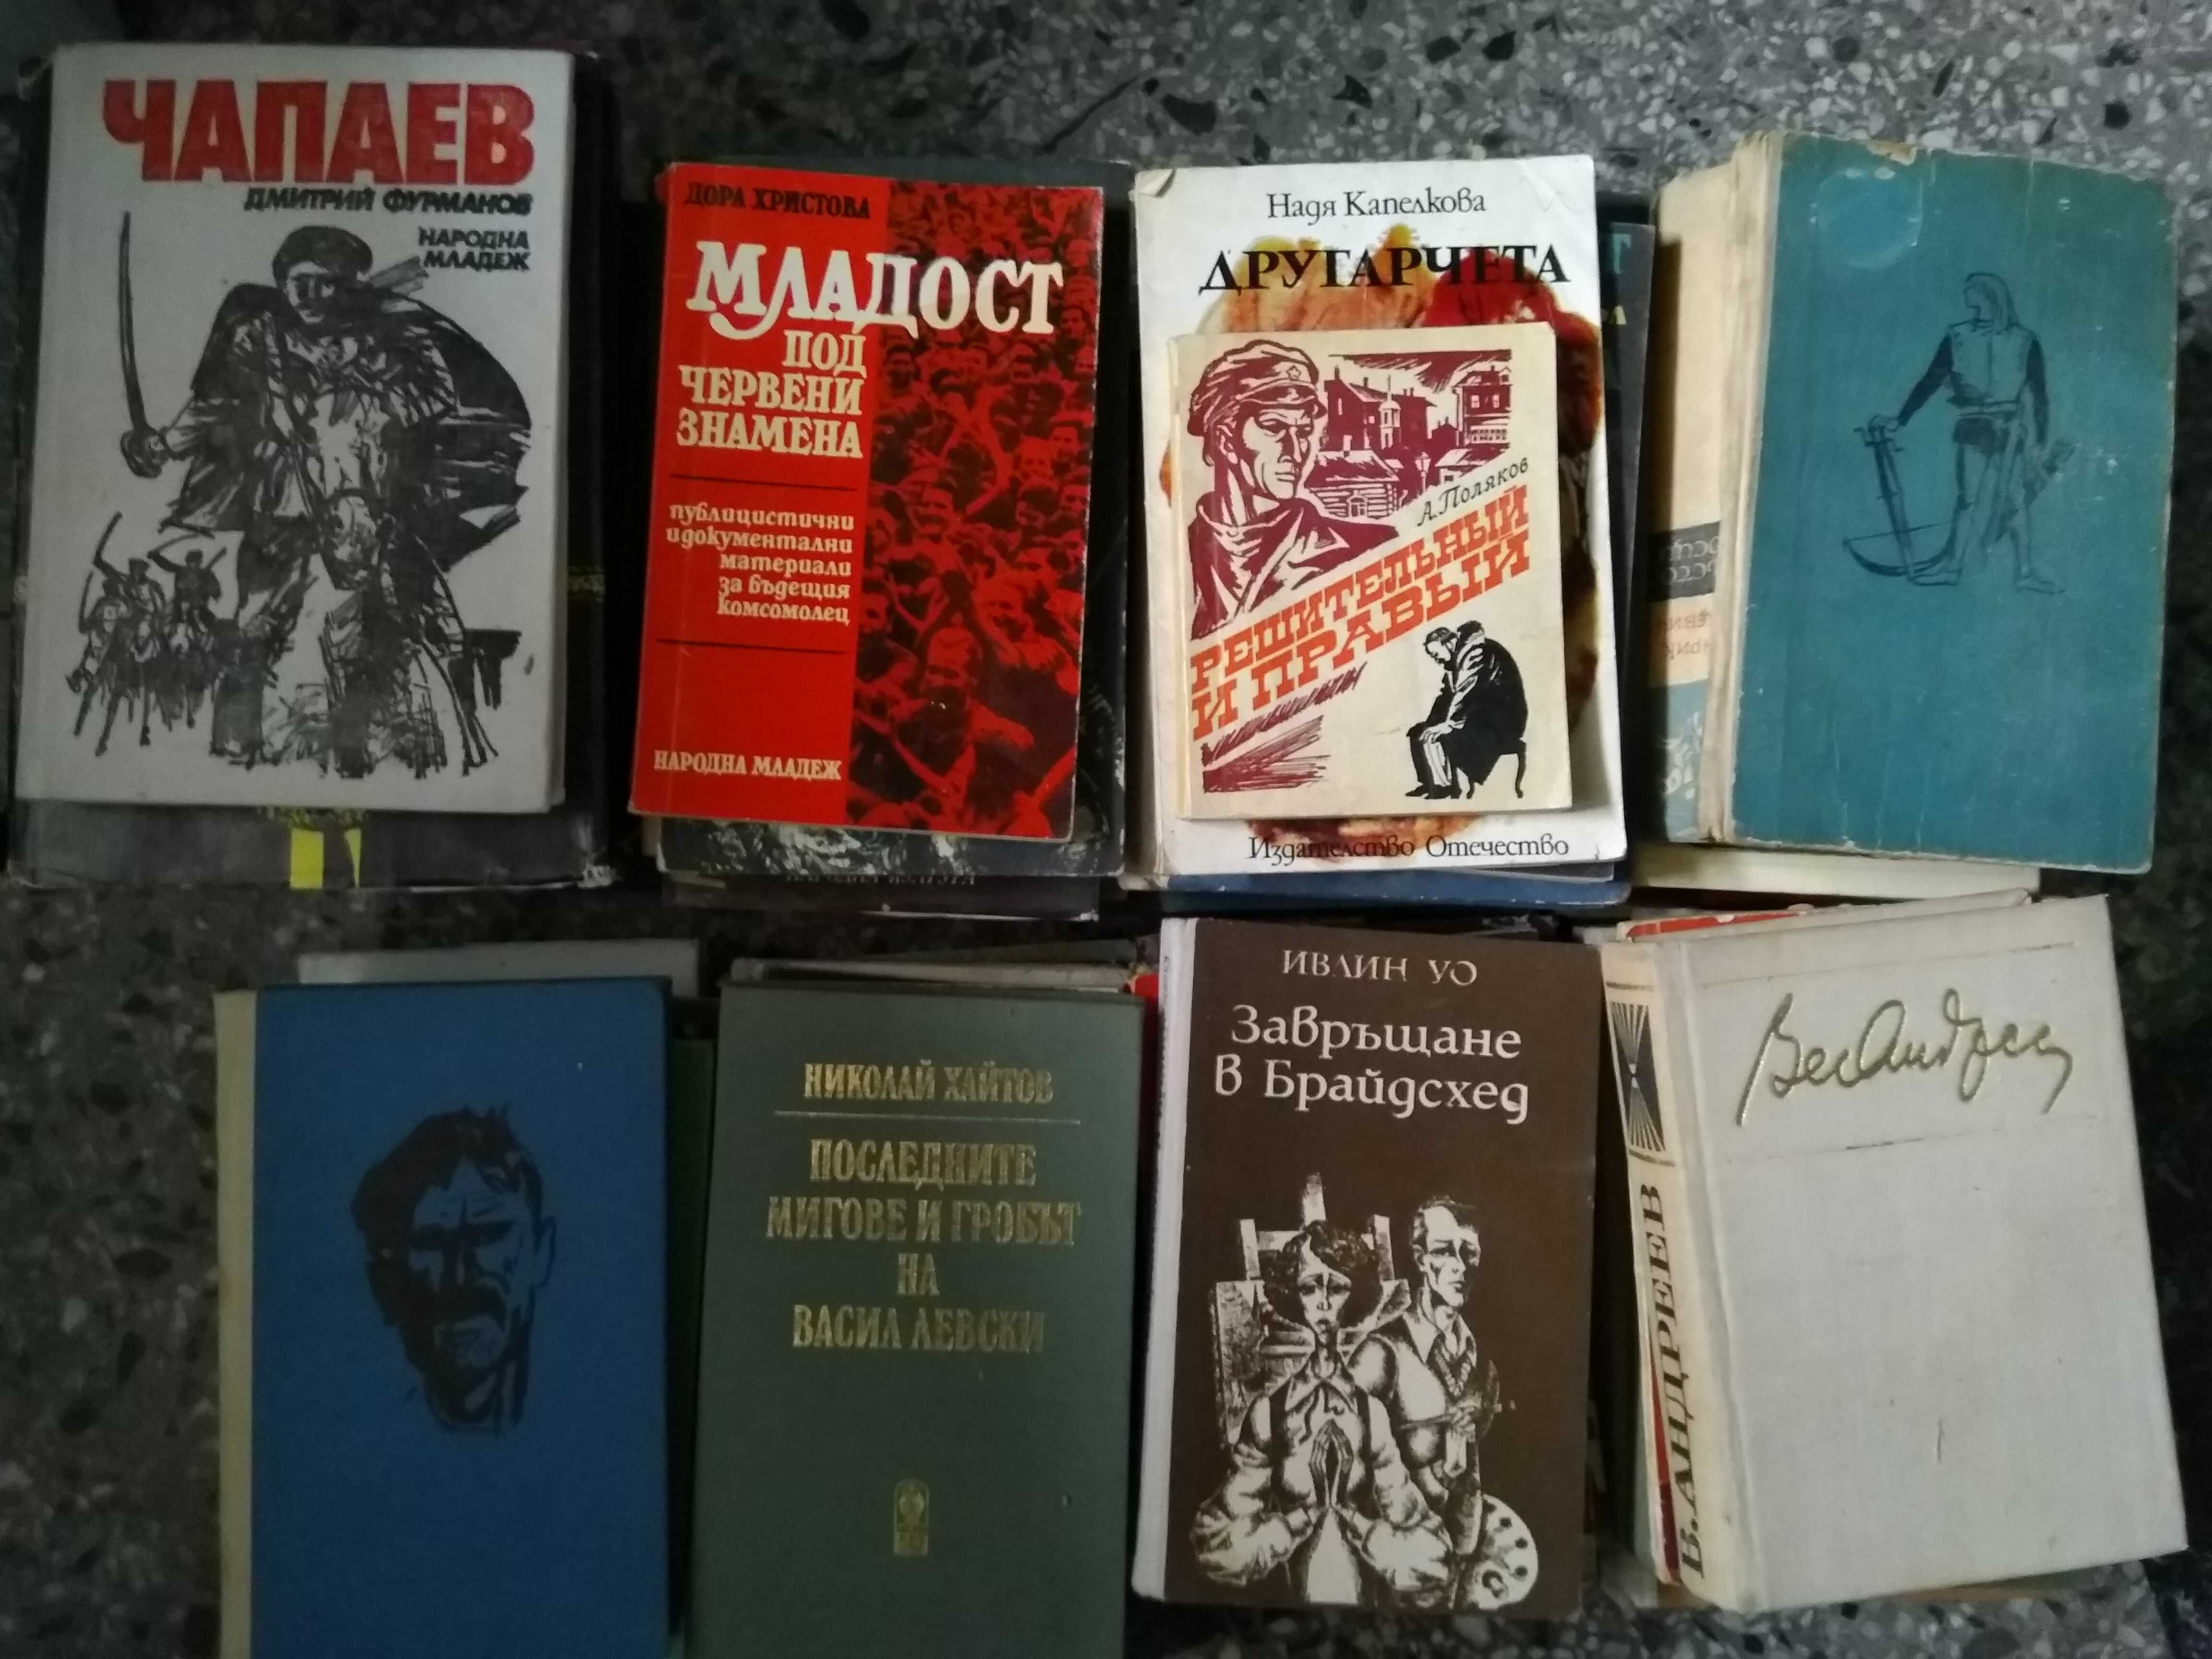 ЧАПАЕВ
ДМИТРИЙ ФУРМАНОВ
НАРОДНА
МЛАДЕЖ
ДОРА ХРИСТОВА
МЛАДОСТ
ПОД
ЧЕРВЕНИ
ЗНАМЕНА
публицистични
и документални
материали
за бъдещия
комсомолец
НАРОДНА МЛАДЕЖ
Надя Капелкова
ДРУГАРЧЕТА
А. Поляков
РЕШИТЕЛЬНЫЙ
И ПРАВЫЙ
Издателство Отечество
НИКОЛАЙ ХАЙТОВ
ПОСЛЕДНИТЕ
МИГОВЕ И ГРОБЪТ
НА
ВАСИЛ ЛЕВСКИ
ИВЛИН УО
Завръщане
в Брайдсхед
Вес Андреев
В. АНДРЕЕВ